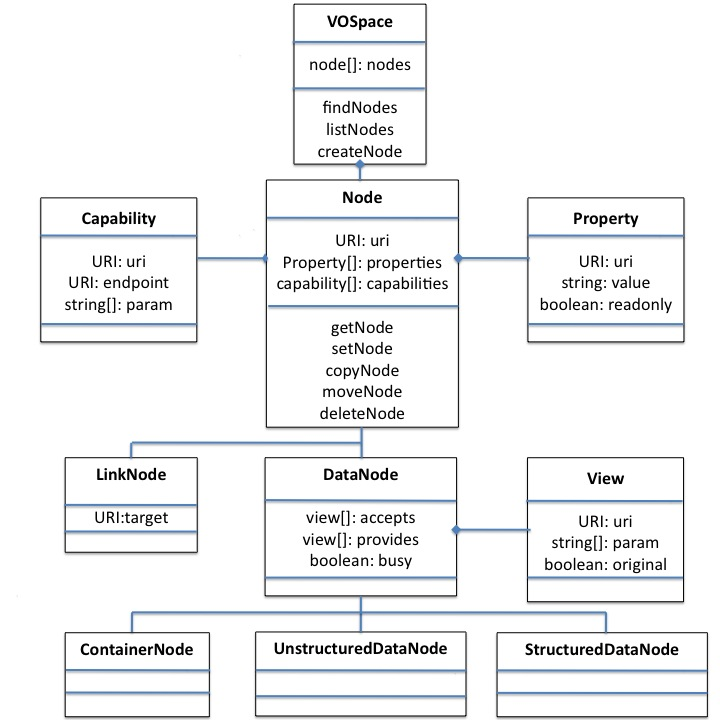 VOSpace
node[]: nodes
findNodes
listNodes
createNode
Node
URI: uri
Property[]: properties
capability[]: capabilities
getNode
setNode
copyNode
moveNode
deleteNode
Capability
URI: uri
URI: endpoint
string[]: param
Property
URI: uri
string: value
boolean: readonly
LinkNode
URI:target
DataNode
view[]: accepts
view[]: provides
boolean: busy
View
URI: uri
string[]: param
boolean: original
ContainerNode
UnstructuredDataNode
StructuredDataNode